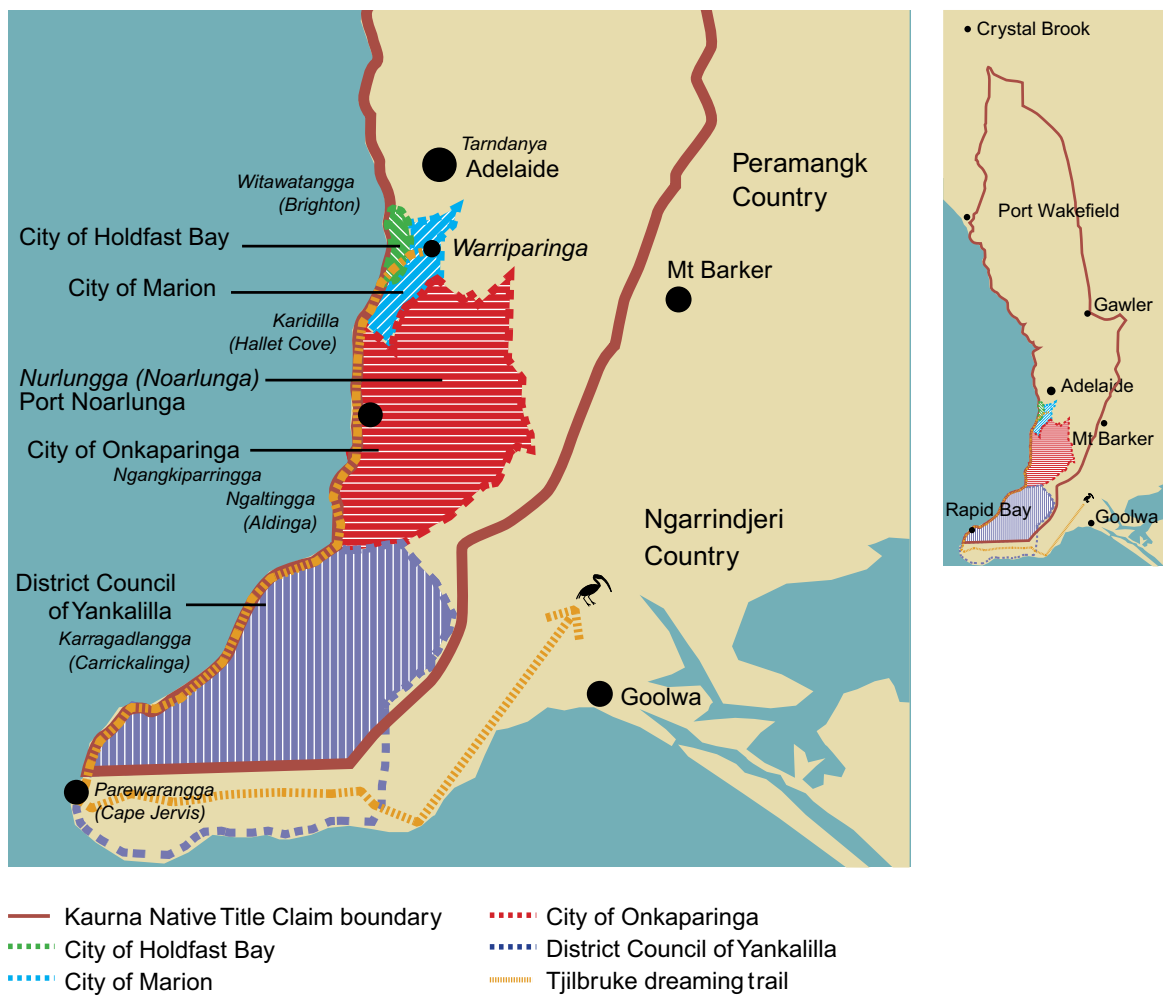 Tarndanya
Adelaide
Witawatangga
(Brighton)
City of Holdfast Bay
Warriparinga
City of Marion
Karidilla
(Hallet Cove)
Nurlungga (Noarlunga)
Port Noarlunga
City of Onkaparinga
Ngangkiparringga
Ngaltingga
(Aldinga)
District Council
of Yankalilla
Karragadlangga
(Carrickalinga)
Parewarangga
(Cape Jervis)
Peramangk
Country
Mt Barker
Ngarrindjeri
Country
Goolwa
Crystal Brook
Port Wakefield
Gawler
Adelaide
Mt Barker
Rapid Bay
Goolwa
Kaurna Native Title Claim boundary
City of Holdfast Bay
City of Marion
City of Onkaparinga
District Council of Yankalilla
Tjilbruke dreaming trail